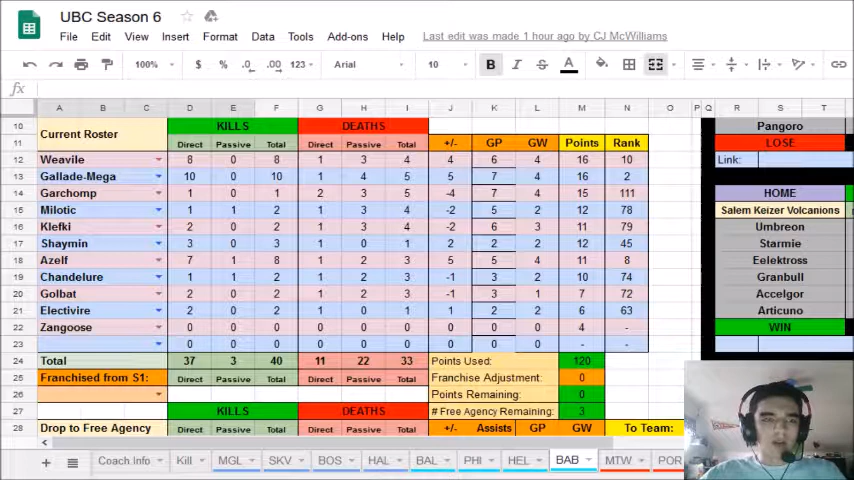 UBC Season 6
File Edit View Insert Format Data Tools Add-ons Help Last edit was made 1 hour ago by CJ McWilliams
100% $ % .0 .00 123 Arial 10 B I S A
fx
A B C D E F G H I J K L M N O P Q R S T
10 KILLS DEATHS Pangoro
11 Current Roster Direct Passive Total Direct Passive Total +/- GP GW Points Rank LOSE
12 Weavile 8 0 8 1 3 4 4 6 4 16 10 Link:
13 Gallade-Mega 10 0 10 1 4 5 5 7 4 16 2
14 Garchomp 1 0 1 2 3 5 -4 7 4 15 111 HOME
15 Milotic 1 1 2 1 3 4 -2 5 2 12 78 Salem Keizer Volcanions
16 Klefki 2 0 2 1 3 4 -2 6 3 11 79 Umbreon
17 Shaymin 3 0 3 1 0 1 2 2 2 12 45 Starmie
18 Azelf 7 1 8 1 2 3 5 5 4 11 8 Eelektross
19 Chandelure 1 1 2 1 2 3 -1 3 2 10 74 Granbull
20 Golbat 2 0 2 1 2 3 -1 3 1 7 72 Accelgor
21 Electivire 2 0 2 1 0 1 1 2 2 6 63 Articuno
22 Zangoose 0 0 0 0 0 0 0 0 0 4 - WIN
23 0 0 0 0 0 0 0 0 0 - -
24 Total 37 3 40 11 22 33 Points Used: 120
25 Franchised from S1: Direct Passive Total Direct Passive Total Franchise Adjustment: 0
26 Points Remaining: 0
27 KILLS DEATHS # Free Agency Remaining: 3
28 Drop to Free Agency Direct Passive Total Direct Passive Total +/- Assists GP GW To Team:
Coach Info Kill MGL SKV BOS HAL BAL PHI HEL BAB MTW POR